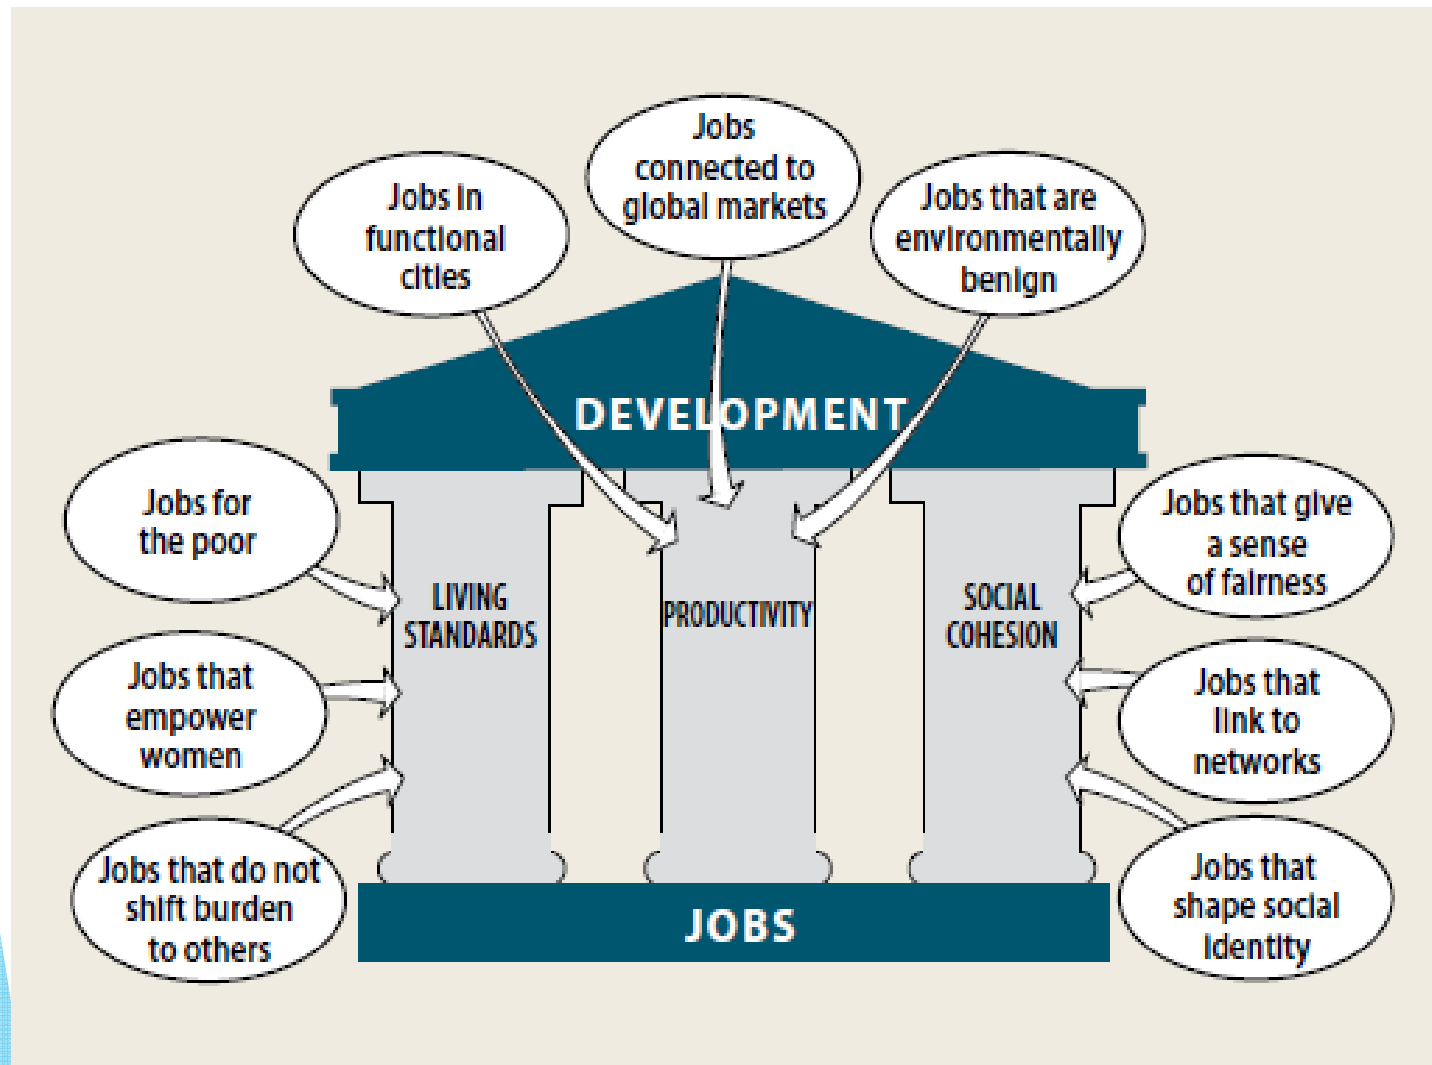 Jobs
connected to
global markets
Jobs in
functional
cities
Jobs that are
environmentally
benign
DEVELOPMENT
Jobs for
the poor
Jobs that
empower
women
Jobs that do not
shift burden
to others
LIVING
STANDARDS
PRODUCTIVITY
SOCIAL
COHESION
Jobs that give
a sense
of fairness
Jobs that
link to
networks
Jobs that
shape social
identity
JOBS